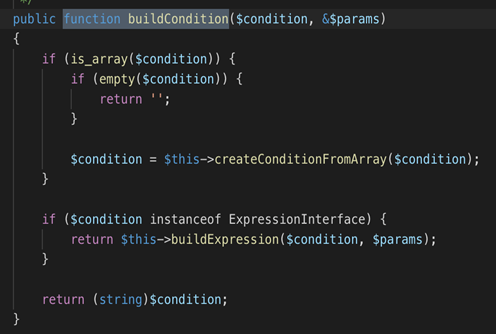 */
public function buildCondition($condition, &$params)
{
    if (is_array($condition)) {
        if (empty($condition)) {
            return '';
        }

        $condition = $this->createConditionFromArray($condition);
    }

    if ($condition instanceof ExpressionInterface) {
        return $this->buildExpression($condition, $params);
    }

    return (string)$condition;
}